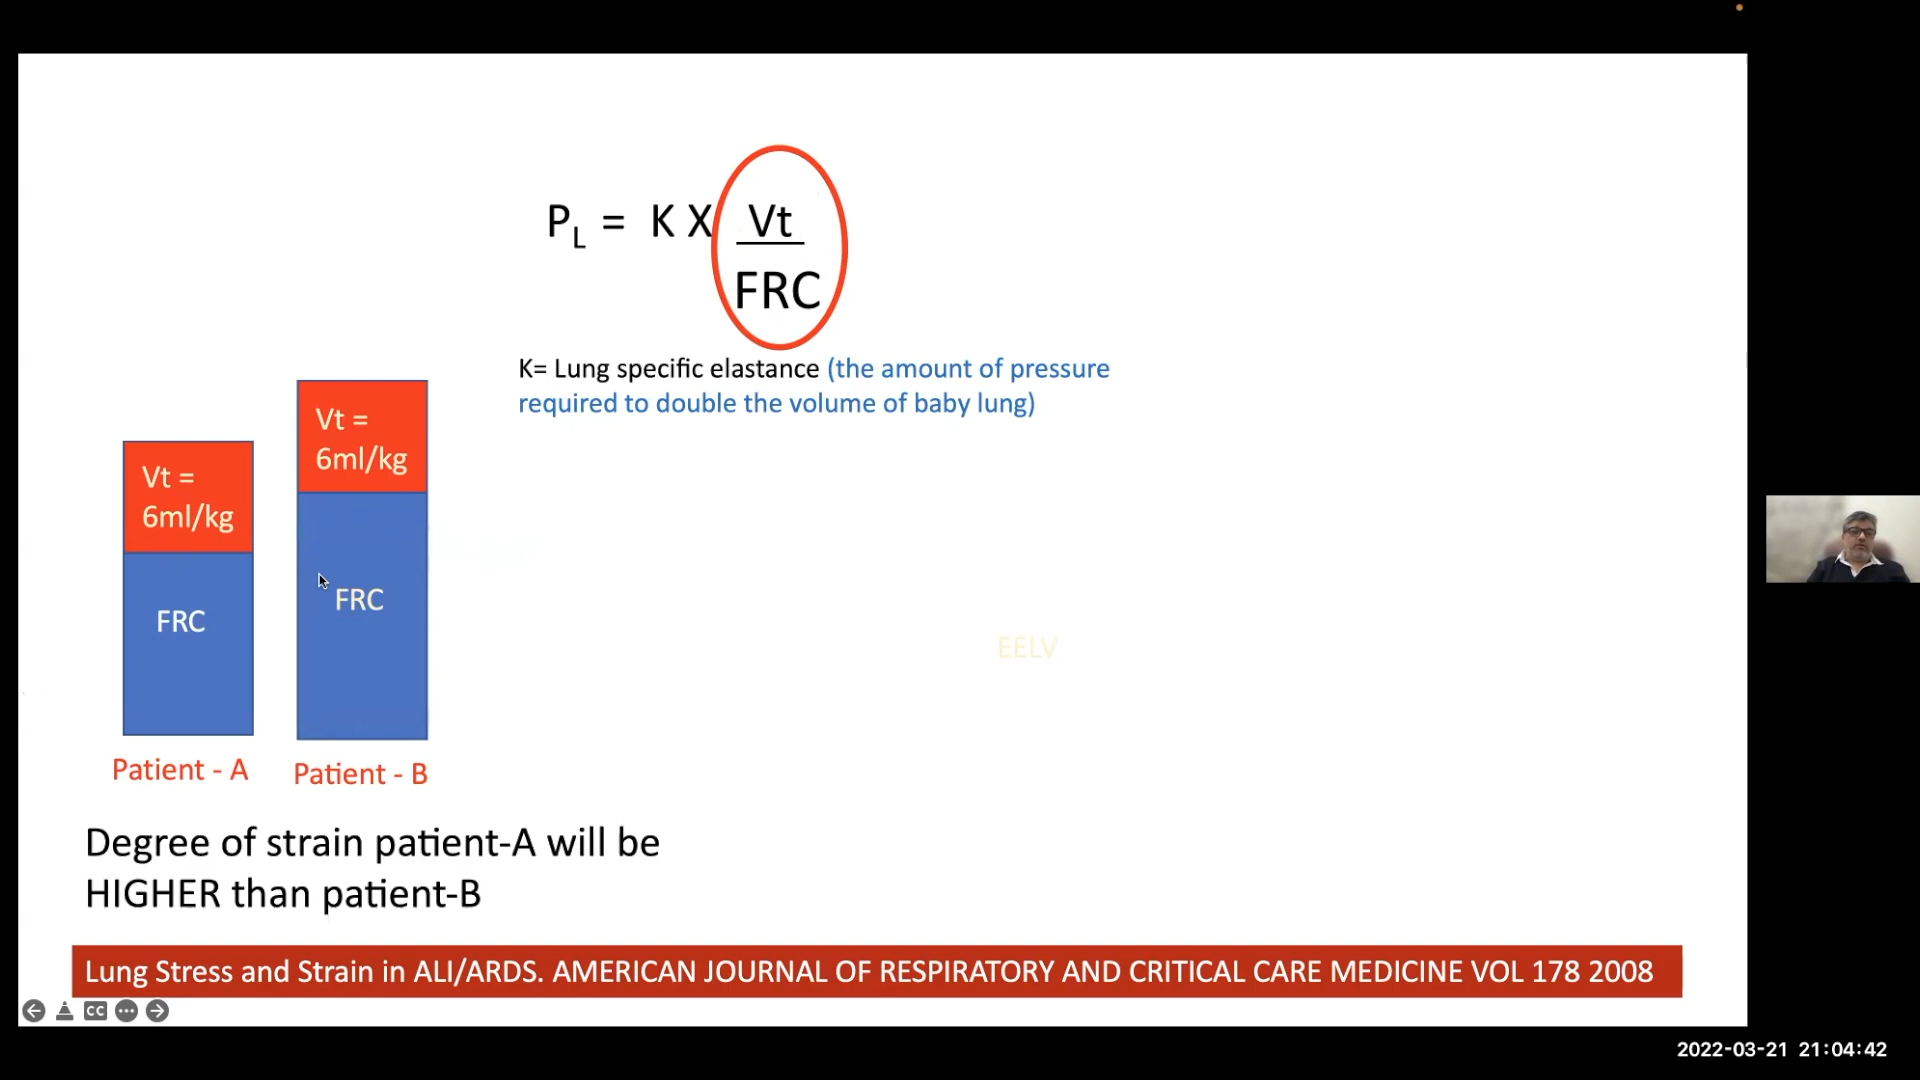 P_L = K X Vt
FRC
K= Lung specific elastance (the amount of pressure
required to double the volume of baby lung)
Vt =
6ml/kg
FRC
Patient - A
Vt =
6ml/kg
FRC
Patient - B
EELV
Degree of strain patient-A will be
HIGHER than patient-B
Lung Stress and Strain in ALI/ARDS. AMERICAN JOURNAL OF RESPIRATORY AND CRITICAL CARE MEDICINE VOL 178 2008
CC
2022-03-21 21:04:42